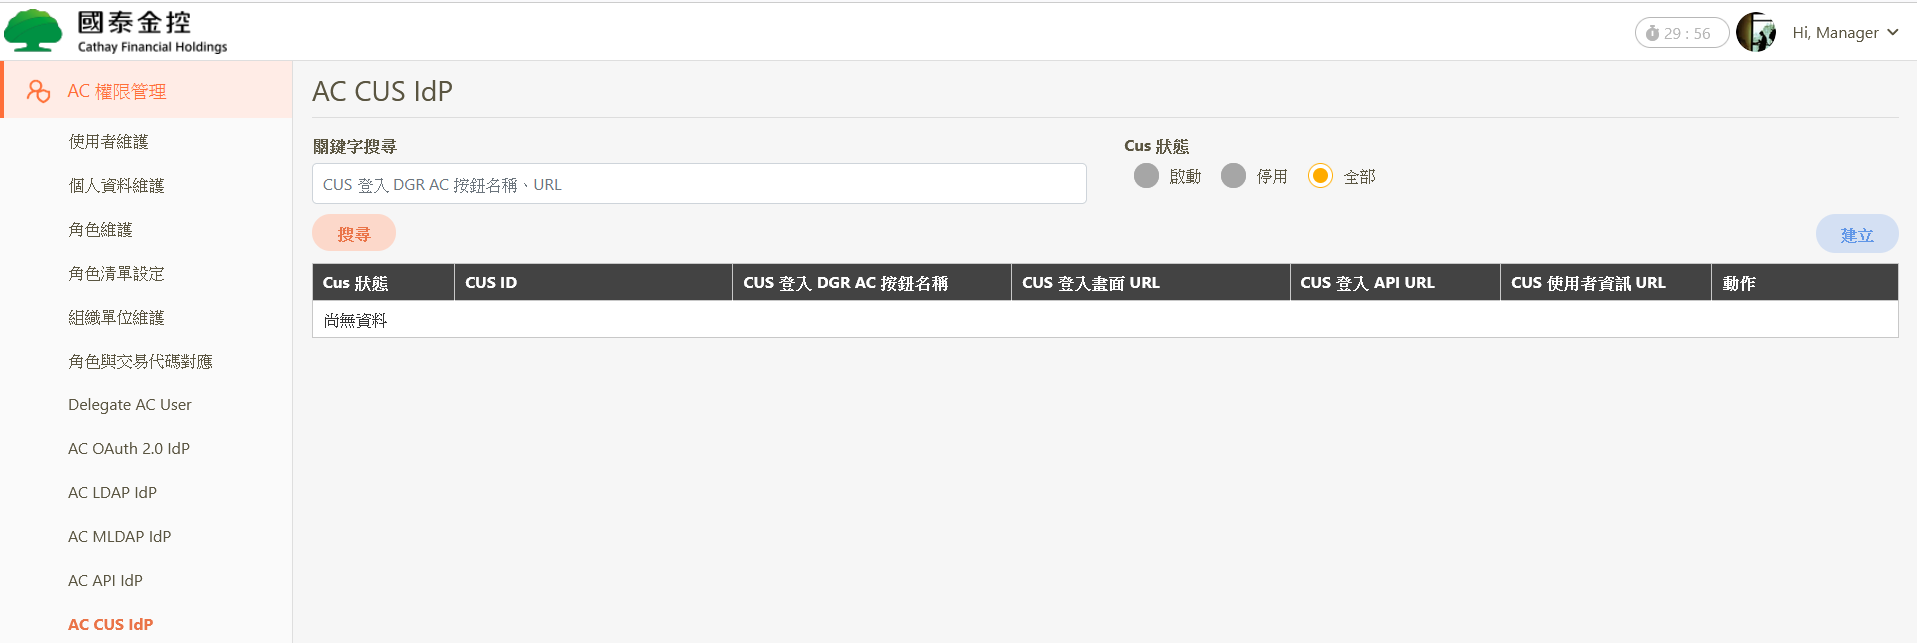 國泰金控
Cathay Financial Holdings
29 : 56
Hi, Manager
AC 權限管理
使用者維護
個人資料維護
角色維護
角色清單設定
組織單位維護
角色與交易代碼對應
Delegate AC User
AC OAuth 2.0 IdP
AC LDAP IdP
AC MLDAP IdP
AC API IdP
AC CUS IdP
AC CUS IdP
關鍵字搜尋
CUS 登入 DGR AC 按鈕名稱、URL
Cus 狀態
啟動 停用 全部
搜尋
建立
Cus 狀態 CUS ID CUS 登入 DGR AC 按鈕名稱 CUS 登入畫面 URL CUS 登入 API URL CUS 使用者資訊 URL 動作
尚無資料